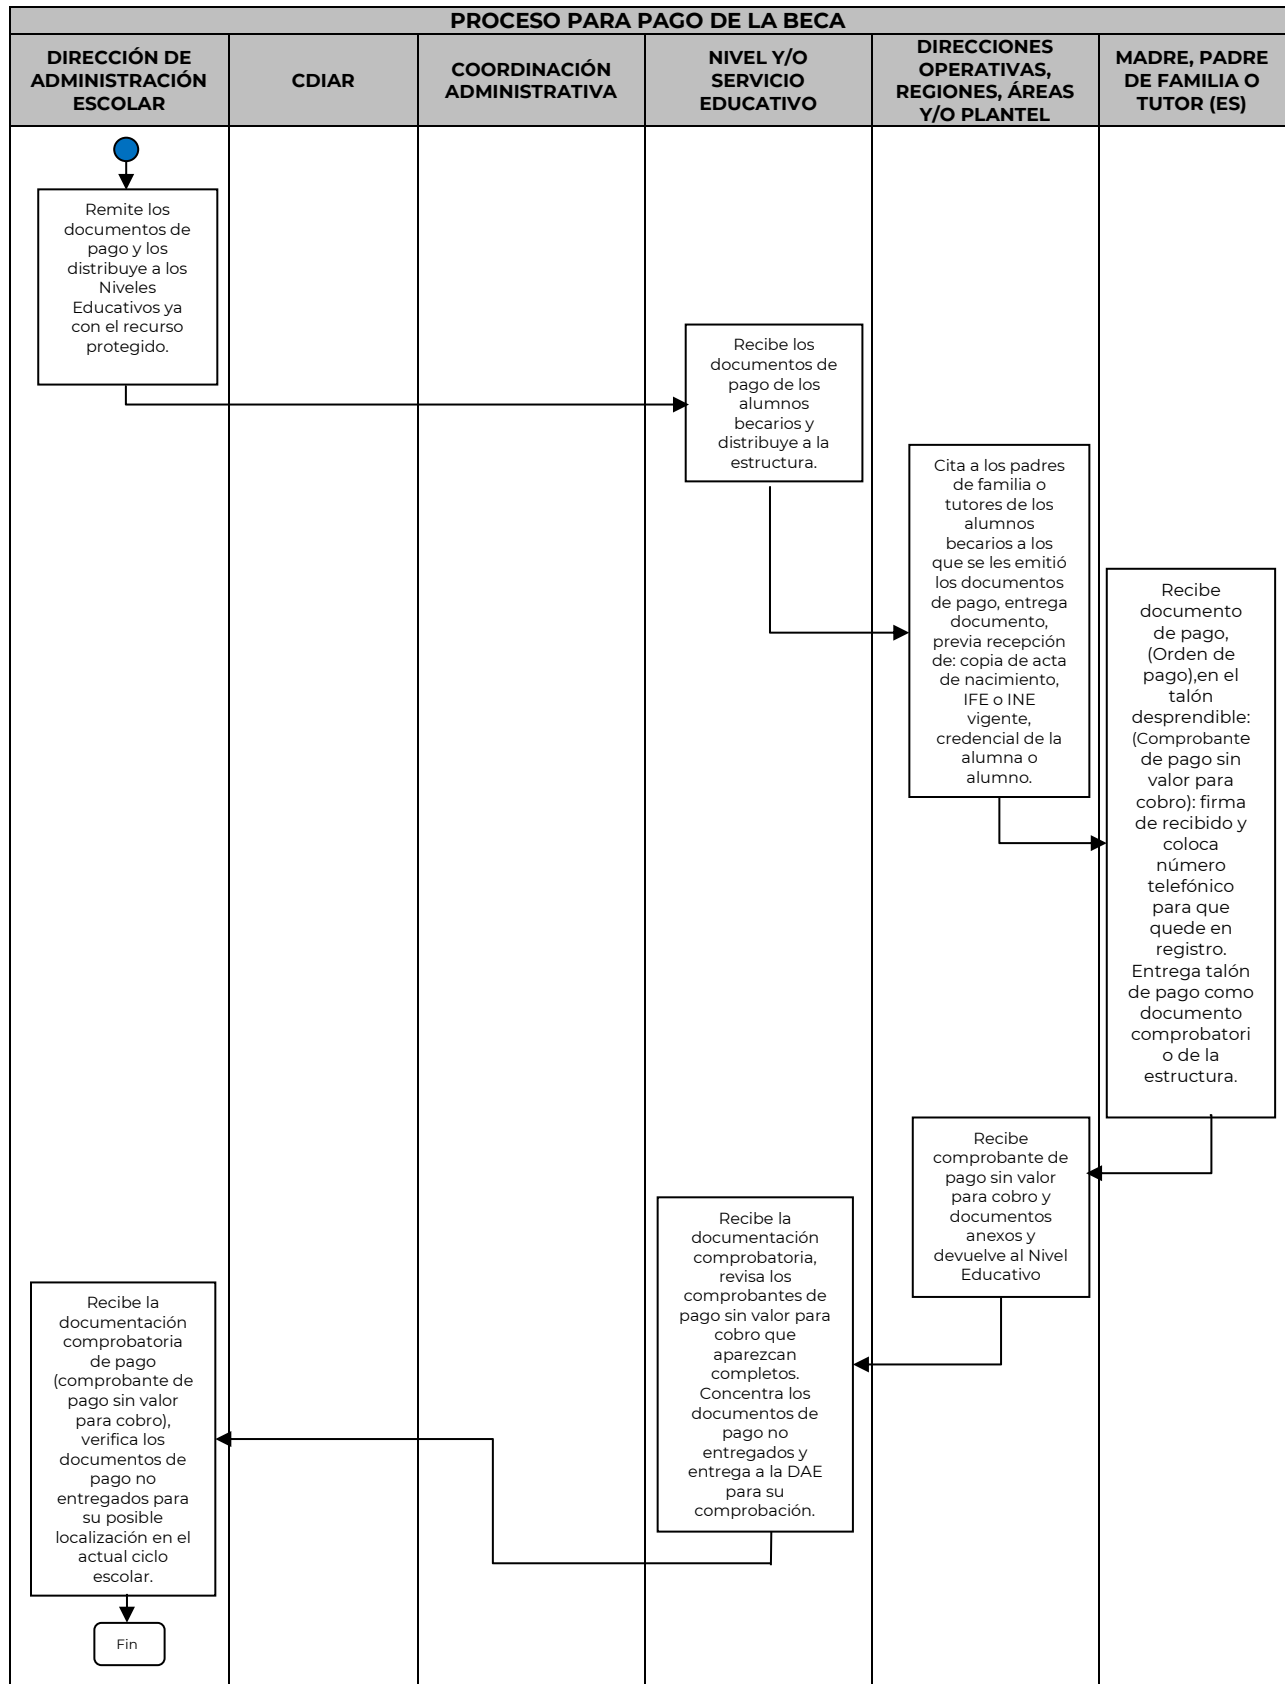 PROCESO PARA PAGO DE LA BECA
DIRECCIÓN DE
ADMINISTRACIÓN
ESCOLAR
CDIAR
COORDINACIÓN
ADMINISTRATIVA
NIVEL Y/O
SERVICIO
EDUCATIVO
DIRECCIONES
OPERATIVAS,
REGIONES, ÁREAS
Y/O PLANTEL
MADRE, PADRE
DE FAMILIA O
TUTOR (ES)
Remite los
documentos de
pago y los
distribuye a los
Niveles
Educativos ya
con el recurso
protegido.
Recibe los
documentos de
pago de los
alumnos
becarios y
distribuye a la
estructura.
Cita a los padres
de familia o
tutores de los
alumnos
becarios a los
que se les emitió
los documentos
de pago, entrega
documento,
previa recepción
de: copia de acta
de nacimiento,
IFE o INE
vigente,
credencial de la
alumna o
alumno.
Recibe
documento
de pago,
(Orden de
pago),en el
talón
desprendible:
(Comprobante
de pago sin
valor para
cobro): firma
de recibido y
coloca
número
telefónico
para que
quede en
registro.
Entrega talón
de pago como
documento
comprobatori
o de la
estructura.
Recibe
comprobante de
pago sin valor
para cobro y
documentos
anexos y
devuelve al Nivel
Educativo
Recibe la
documentación
comprobatoria,
revisa los
comprobantes de
pago sin valor para
cobro que
aparezcan
completos.
Concentra los
documentos de
pago no
entregados y
entrega a la DAE
para su
comprobación.
Recibe la
documentación
comprobatoria
de pago
(comprobante de
pago sin valor
para cobro),
verifica los
documentos de
pago no
entregados para
su posible
localización en el
actual ciclo
escolar.
Fin